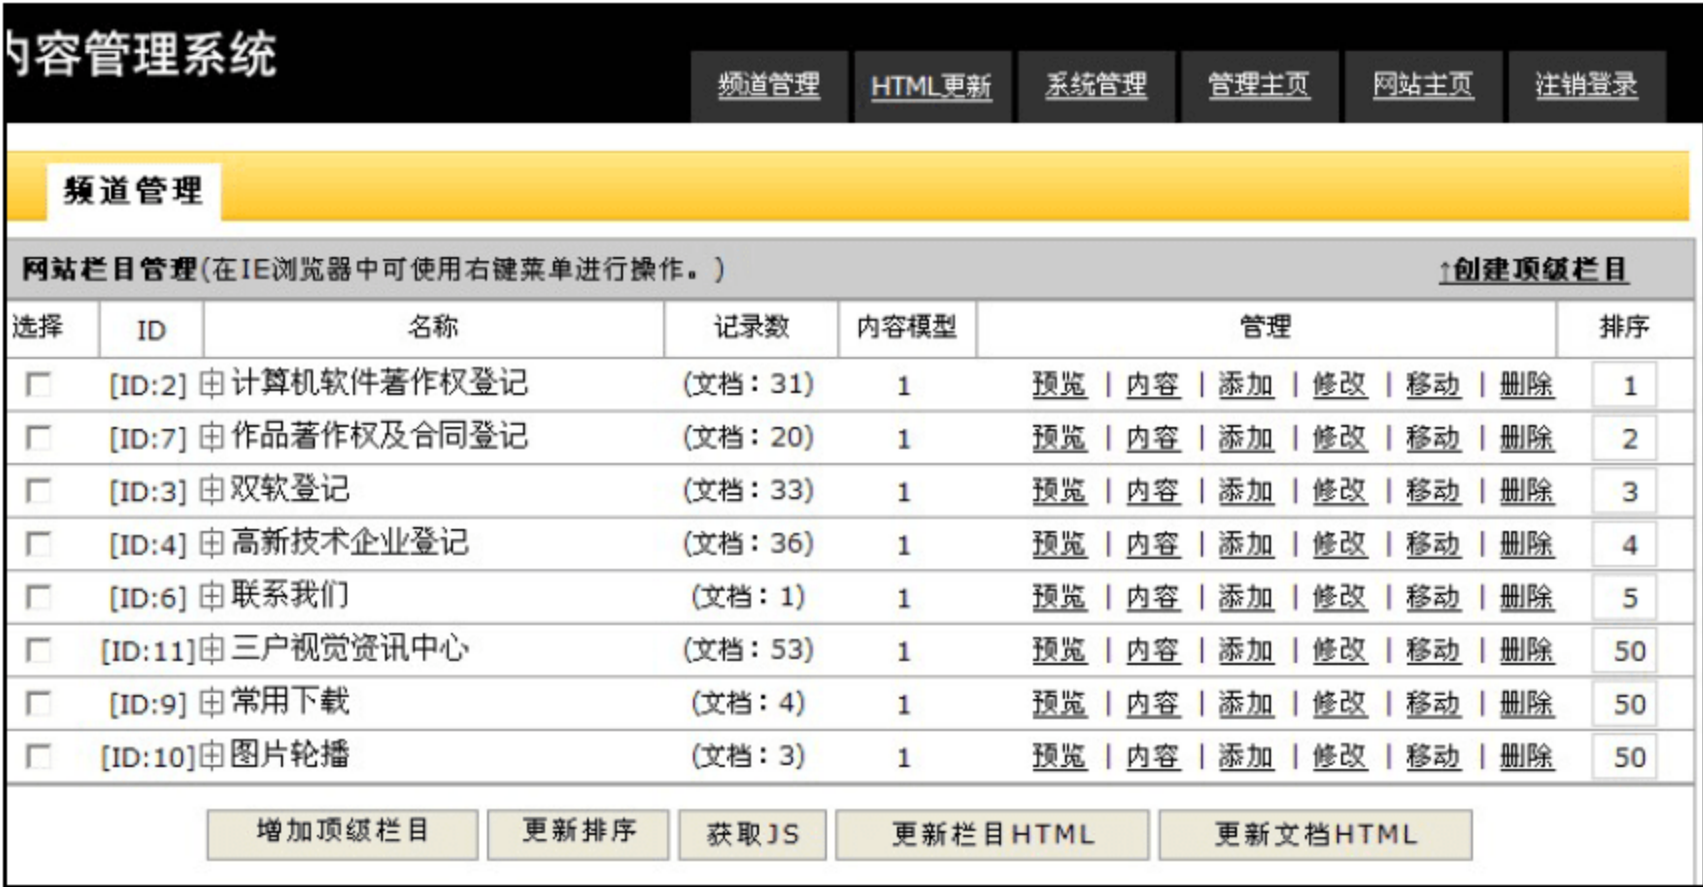 内容管理系统
频道管理 HTML更新 系统管理 管理主页 网站主页 注销登录
频道管理
网站栏目管理(在IE浏览器中可使用右键菜单进行操作。) ↑创建顶级栏目
选择 ID 名称 记录数 内容模型 管理 排序
[ID:2] 计算机软件著作权登记 (文档：31) 1 预览 | 内容 | 添加 | 修改 | 移动 | 删除 1
[ID:7] 作品著作权及合同登记 (文档：20) 1 预览 | 内容 | 添加 | 修改 | 移动 | 删除 2
[ID:3] 双软登记 (文档：33) 1 预览 | 内容 | 添加 | 修改 | 移动 | 删除 3
[ID:4] 高新技术企业登记 (文档：36) 1 预览 | 内容 | 添加 | 修改 | 移动 | 删除 4
[ID:6] 联系我们 (文档：1) 1 预览 | 内容 | 添加 | 修改 | 移动 | 删除 5
[ID:11] 三户视觉资讯中心 (文档：53) 1 预览 | 内容 | 添加 | 修改 | 移动 | 删除 50
[ID:9] 常用下载 (文档：4) 1 预览 | 内容 | 添加 | 修改 | 移动 | 删除 50
[ID:10] 图片轮播 (文档：3) 1 预览 | 内容 | 添加 | 修改 | 移动 | 删除 50
增加顶级栏目 更新排序 获取JS 更新栏目HTML 更新文档HTML